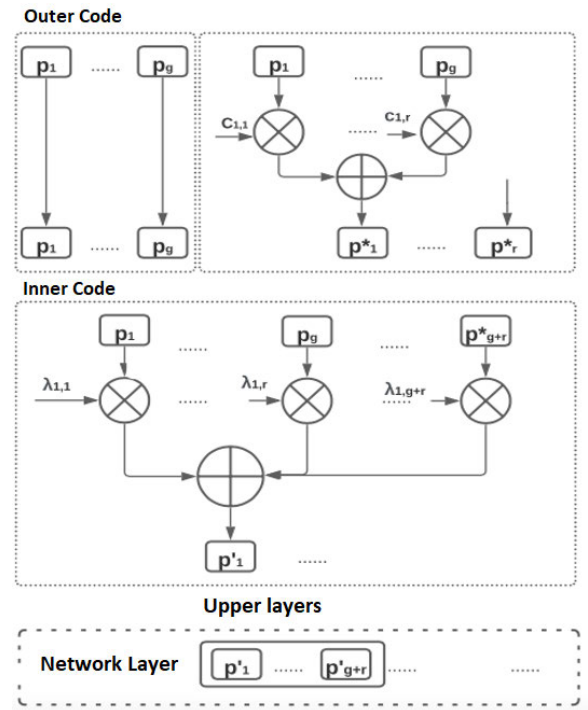 Outer Code
p1 ...... pg p1 ...... pg
C1,1 ...... C1,r
p1 ...... pg p*1 ...... p*r
Inner Code
p1 ...... pg ...... p*g+r
λ1,1 ...... λ1,r ...... λ1,g+r
p'1 ......
Upper layers
Network Layer p'1 ...... p'g+r ...... ......